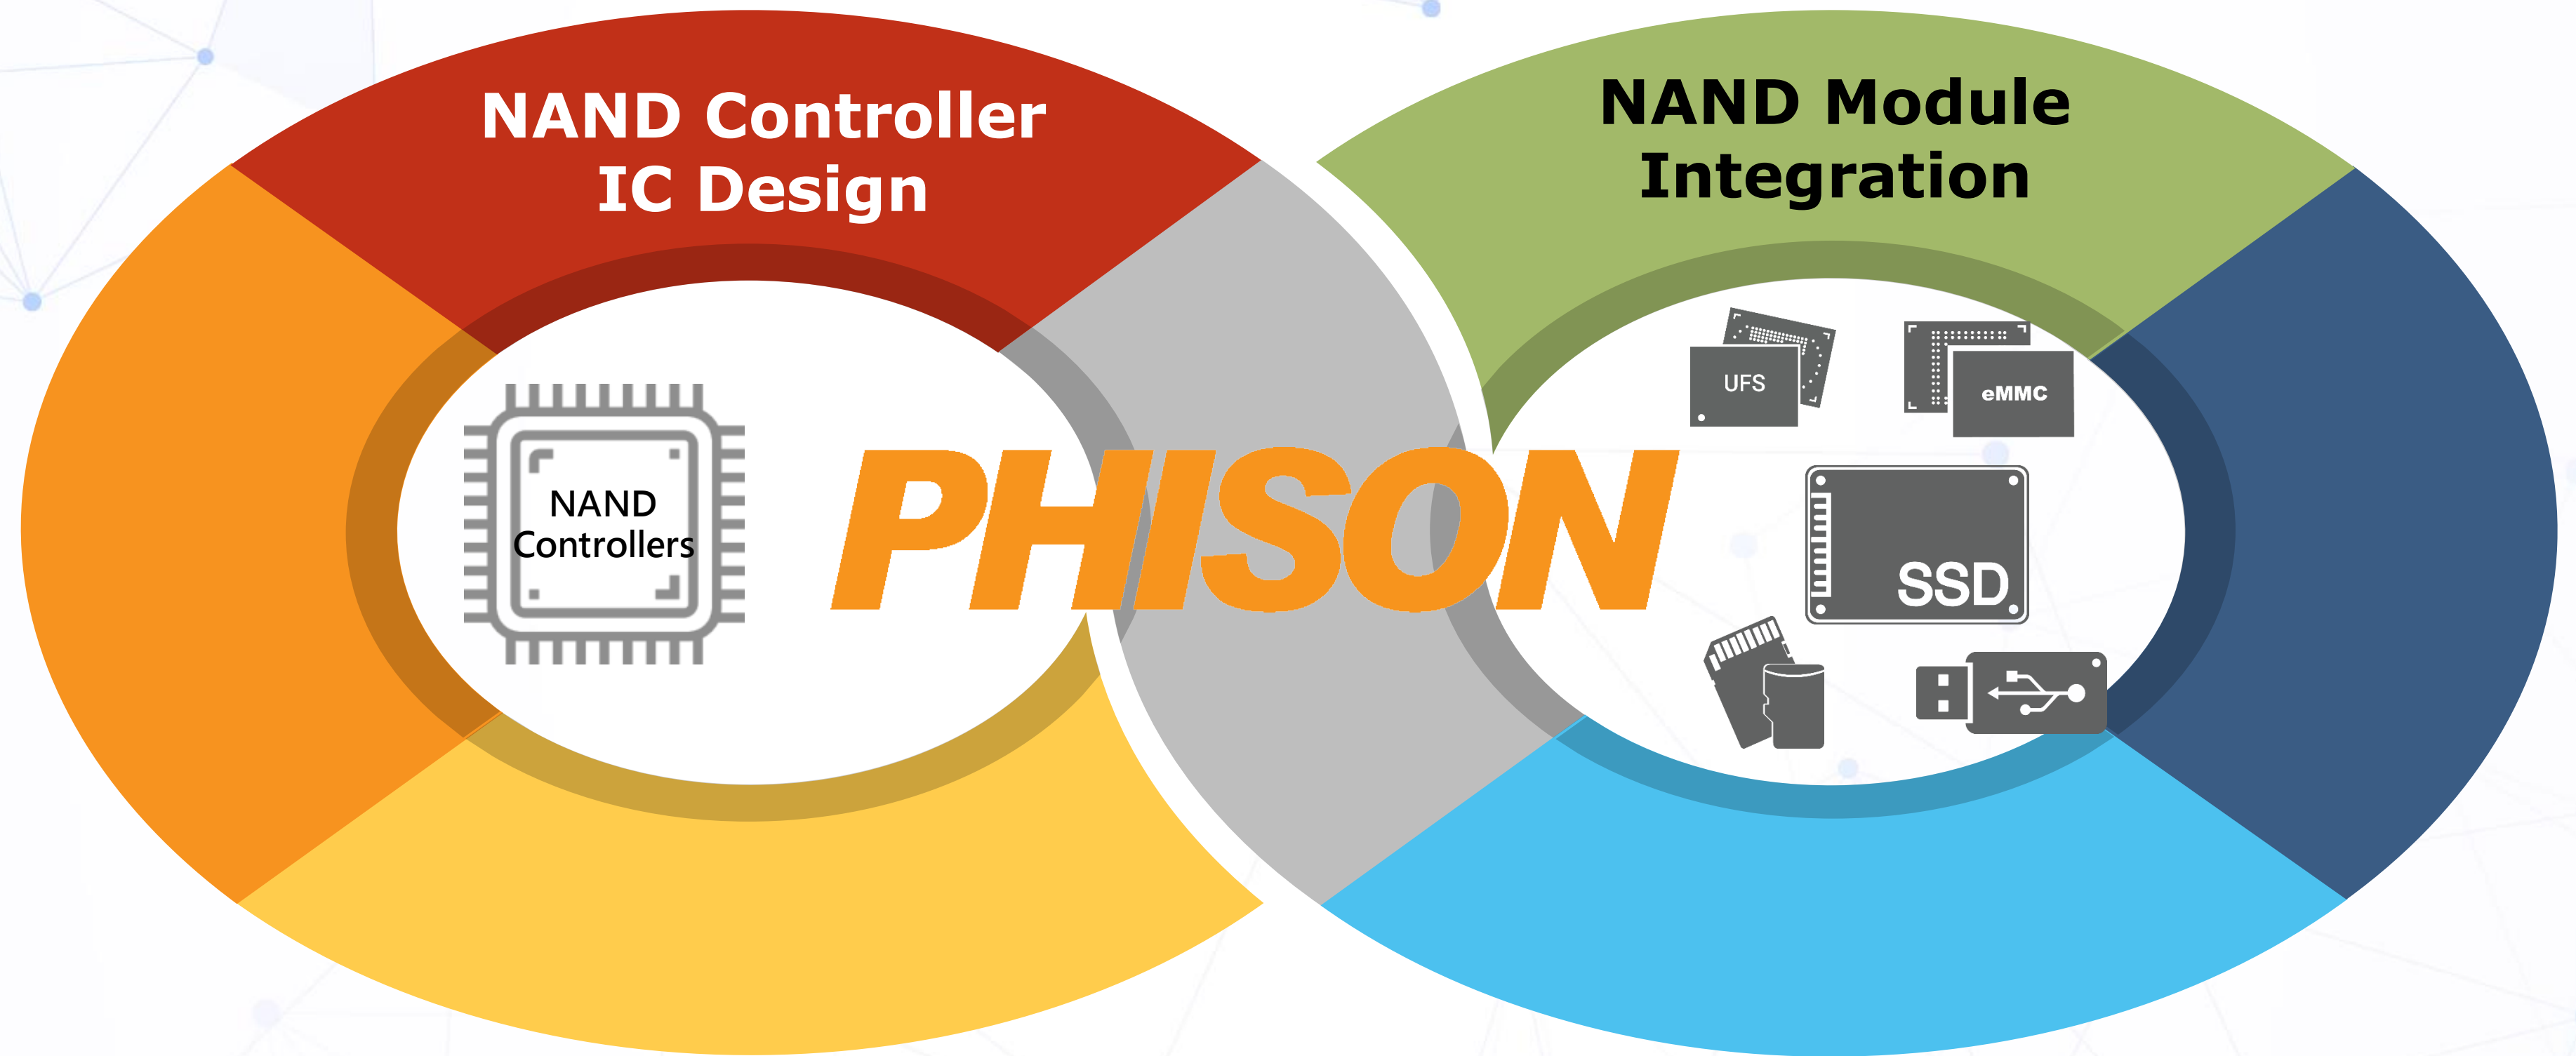 NAND Controller
IC Design
NAND Module
Integration
NAND
Controllers
PHISON
UFS
eMMC
SSD